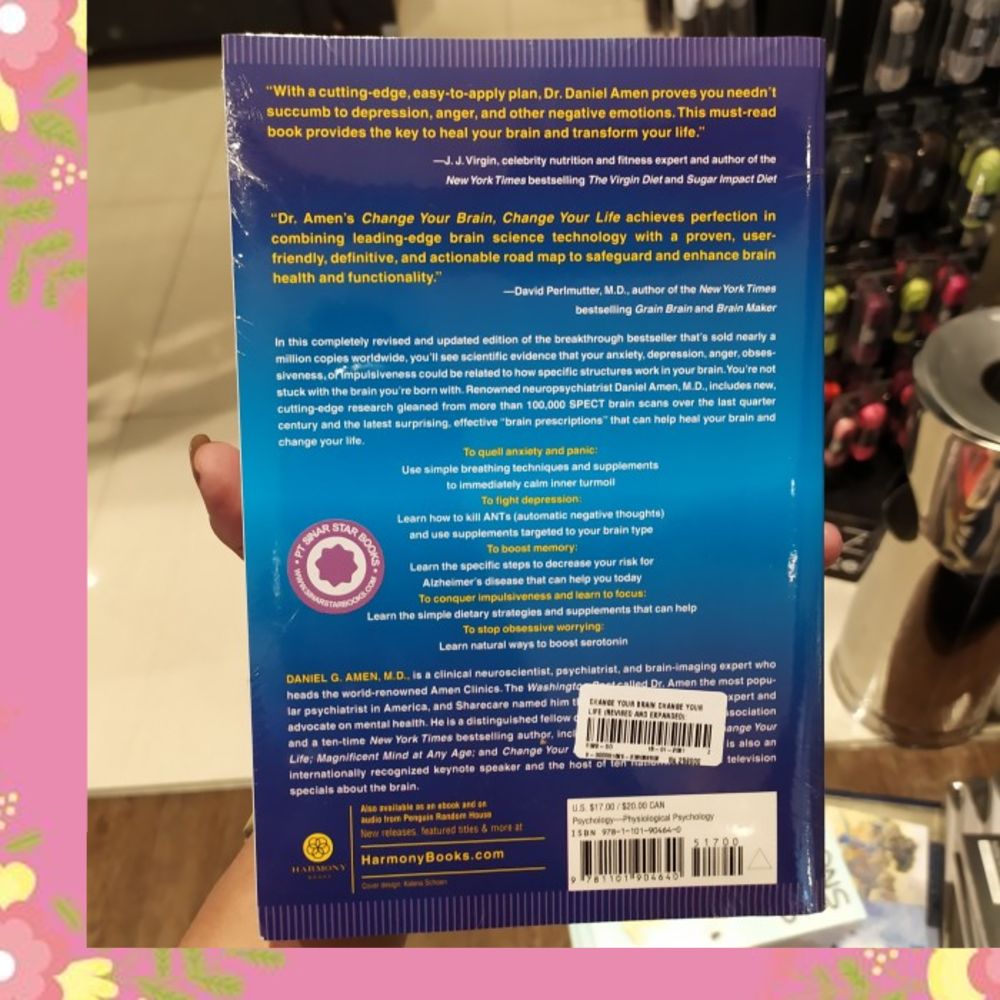 "With a cutting-edge, easy-to-apply plan, Dr. Daniel Amen proves you needn't
succumb to depression, anger, and other negative emotions. This must-read
book provides the key to heal your brain and transform your life."
—J. J. Virgin, celebrity nutrition and fitness expert and author of the
New York Times bestselling The Virgin Diet and Sugar Impact Diet
"Dr. Amen's Change Your Brain, Change Your Life achieves perfection in
combining leading-edge brain science technology with a proven, user-
friendly, definitive, and actionable road map to safeguard and enhance brain
health and functionality."
—David Perlmutter, M.D., author of the New York Times
bestselling Grain Brain and Brain Maker
In this completely revised and updated edition of the breakthrough bestseller that's sold nearly a
million copies worldwide, you'll see scientific evidence that your anxiety, depression, anger, obses-
siveness, or impulsiveness could be related to how specific structures work in your brain. You're not
stuck with the brain you're born with. Renowned neuropsychiatrist Daniel Amen, M.D., includes new,
cutting-edge research gleaned from more than 100,000 SPECT brain scans over the last quarter
century and the latest surprising, effective "brain prescriptions" that can help heal your brain and
change your life.
To quell anxiety and panic:
Use simple breathing techniques and supplements
to immediately calm inner turmoil
To fight depression:
Learn how to kill ANTs (automatic negative thoughts)
and use supplements targeted to your brain type
To boost memory:
Learn the specific steps to decrease your risk for
Alzheimer's disease that can help you today
To conquer impulsiveness and learn to focus:
Learn the simple dietary strategies and supplements that can help
To stop obsessive worrying:
Learn natural ways to boost serotonin
PT SINAR STAR BOOKS
WWW.SINARSTARBOOKS.COM
DANIEL G. AMEN, M.D., is a clinical neuroscientist, psychiatrist, and brain-imaging expert who
heads the world-renowned Amen Clinics. The Washington Post called Dr. Amen the most popu-
lar psychiatrist in America, and Sharecare named him expert and
advocate on mental health. He is a distinguished fellow
and a ten-time New York Times bestselling author,
Life; Magnificent Mind at Any Age; and Change Your is also an
internationally recognized keynote speaker and the host of ten television
specials about the brain.
CHANGE YOUR BRAIN CHANGE YOUR
LIFE (REVISED AND EXPANDED)
Also available as an ebook and on
audio from Penguin Random House
New releases, featured titles & more at
HarmonyBooks.com
Cover design: Kalena Schoen
HARMONY
BOOKS
U.S. $17.00 / $20.00 CAN
Psychology—Physiological Psychology
ISBN 978-1-101-90464-0
51700
9 781101 904640